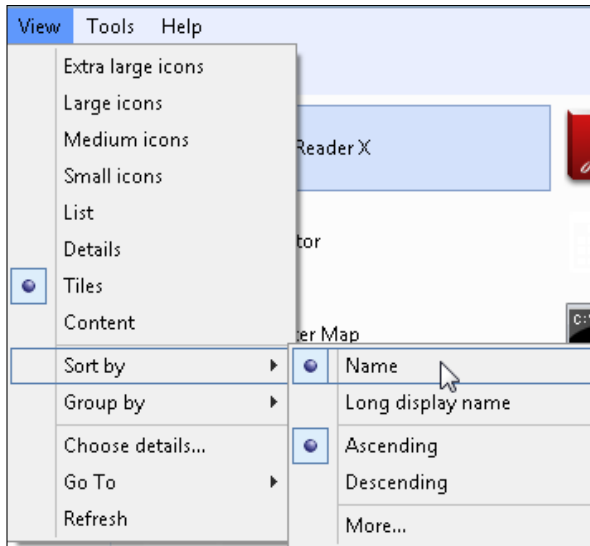 View Tools Help
Extra large icons
Large icons
Medium icons
Reader X
Small icons
List
Details
tor
Tiles
Content
ter Map
C:\
Sort by
Name
Group by
Long display name
Choose details...
Ascending
Go To
Descending
Refresh
More...